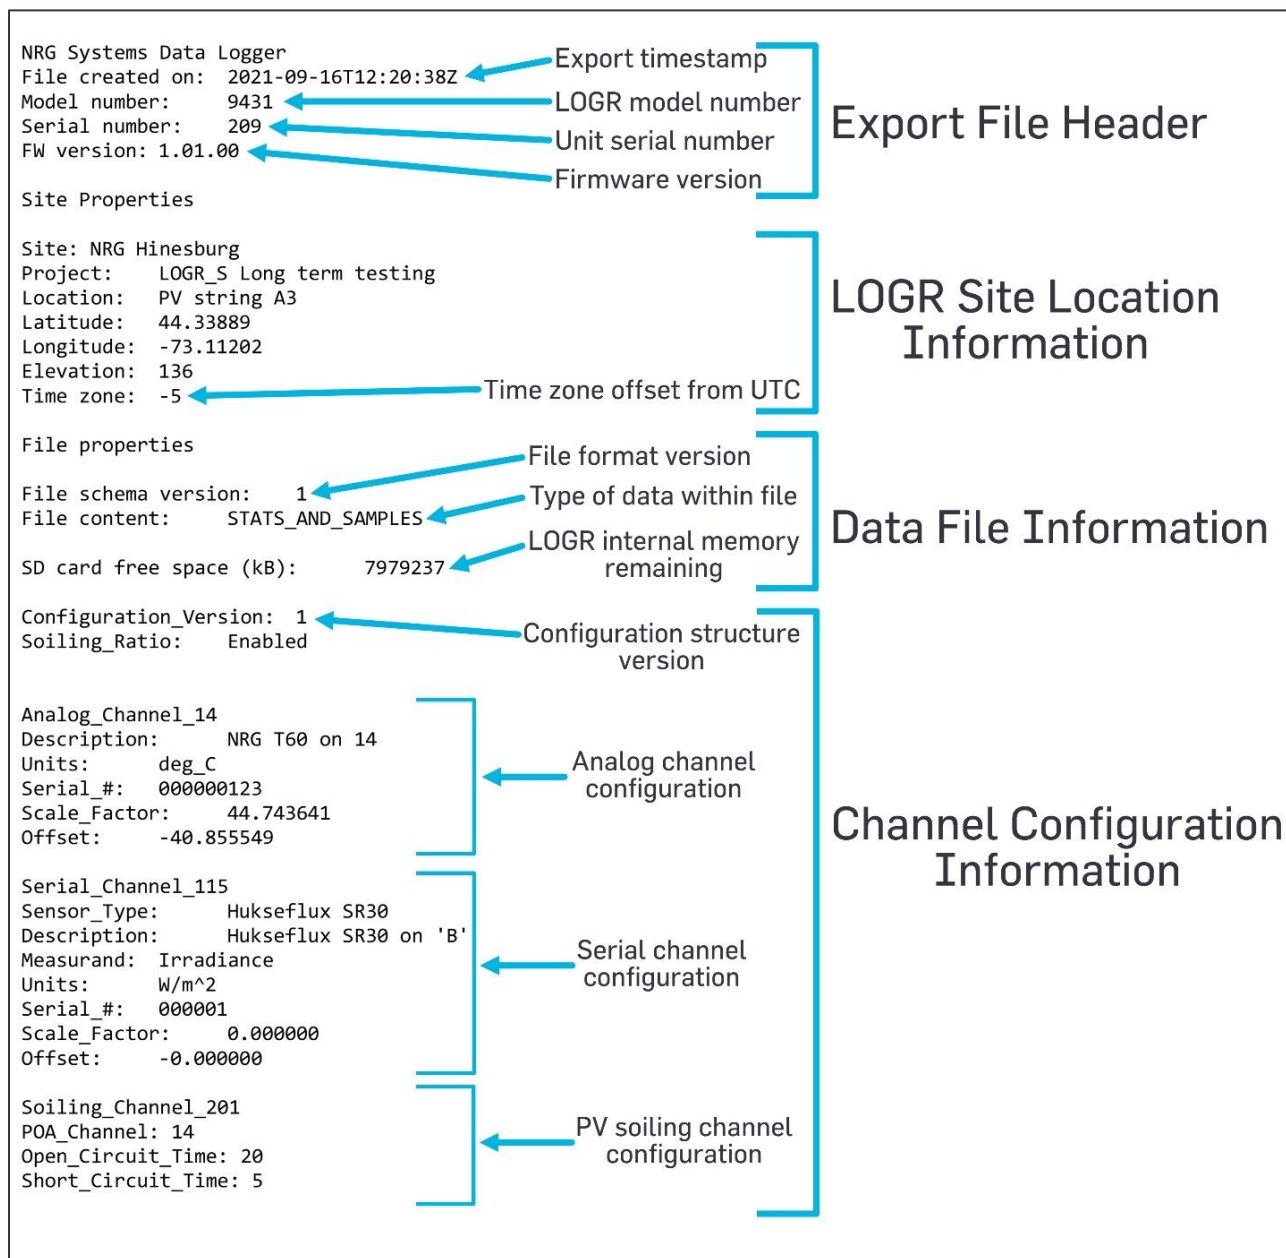 NRG Systems Data Logger
File created on: 2021-09-16T12:20:38Z
Model number: 9431
Serial number: 209
FW version: 1.01.00
Export timestamp
LOGR model number
Unit serial number
Firmware version
Export File Header
Site Properties
Site: NRG Hinesburg
Project: LOGR_S Long term testing
Location: PV string A3
Latitude: 44.33889
Longitude: -73.11202
Elevation: 136
Time zone: -5
Time zone offset from UTC
LOGR Site Location
Information
File properties
File schema version: 1
File content: STATS_AND_SAMPLES
SD card free space (kB): 7979237
File format version
Type of data within file
LOGR internal memory
remaining
Data File Information
Configuration_Version: 1
Soiling_Ratio: Enabled
Configuration structure
version
Analog_Channel_14
Description: NRG T60 on 14
Units: deg_C
Serial_#: 000000123
Scale_Factor: 44.743641
Offset: -40.855549
Analog channel
configuration
Channel Configuration
Information
Serial_Channel_115
Sensor_Type: Hukseflux SR30
Description: Hukseflux SR30 on 'B'
Measurand: Irradiance
Units: W/m^2
Serial_#: 000001
Scale_Factor: 0.000000
Offset: -0.000000
Serial channel
configuration
Soiling_Channel_201
POA_Channel: 14
Open_Circuit_Time: 20
Short_Circuit_Time: 5
PV soiling channel
configuration